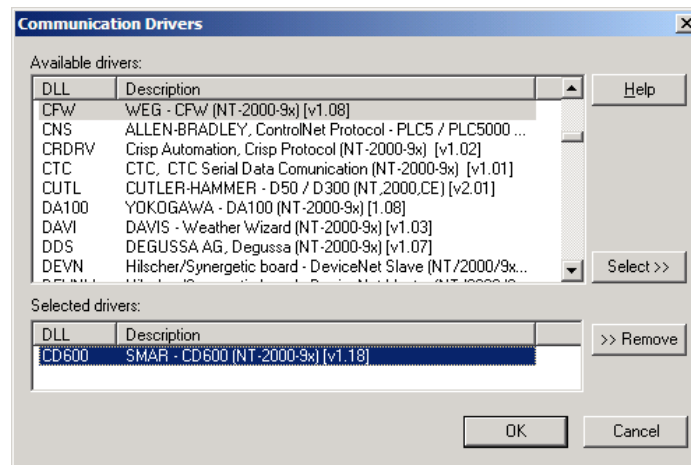 Communication Drivers
Available drivers:
DLL Description
CFW WEG - CFW (NT-2000-9x) [v1.08]
CNS ALLEN-BRADLEY, ControlNet Protocol - PLC5 / PLC5000 ...
CRDRV Crisp Automation, Crisp Protocol (NT-2000-9x) [v1.02]
CTC CTC, CTC Serial Data Comunication (NT-2000-9x) [v1.01]
CUTL CUTLER-HAMMER - D50 / D300 (NT,2000,CE) [v2.01]
DA100 YOKOGAWA - DA100 (NT-2000-9x) [1.08]
DAVI DAVIS - Weather Wizard (NT-2000-9x) [v1.03]
DDS DEGUSSA AG, Degussa (NT-2000-9x) [v1.07]
DEVN Hilscher/Synergetic board - DeviceNet Slave (NT/2000/9x...
Help
Select >>
Selected drivers:
DLL Description
CD600 SMAR - CD600 (NT-2000-9x) [v1.18]
>> Remove
OK Cancel